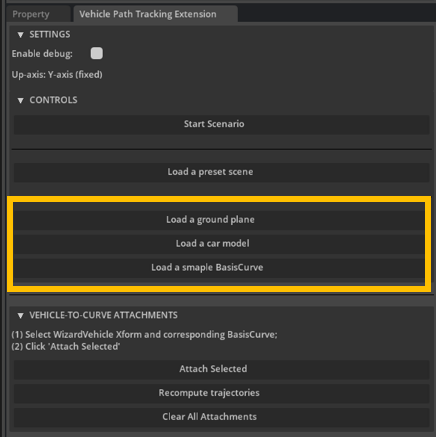 Property Vehicle Path Tracking Extension
▼ SETTINGS
Enable debug:
Up-axis: Y-axis (fixed)
▼ CONTROLS
Start Scenario
Load a preset scene
Load a ground plane
Load a car model
Load a smaple BasisCurve
▼ VEHICLE-TO-CURVE ATTACHMENTS
(1) Select WizardVehicle Xform and corresponding BasisCurve;
(2) Click 'Attach Selected'
Attach Selected
Recompute trajectories
Clear All Attachments